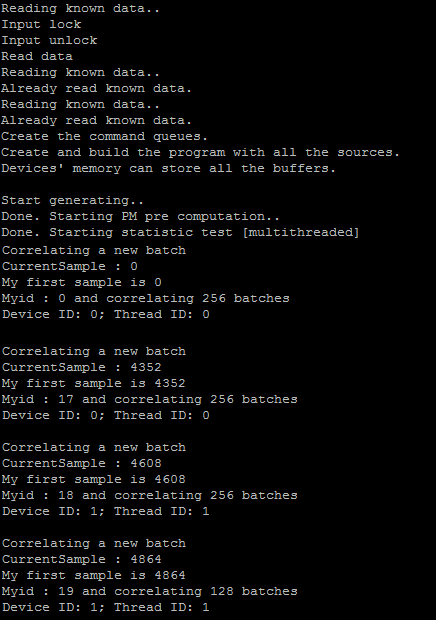 Reading known data..
Input lock
Input unlock
Read data
Reading known data..
Already read known data.
Reading known data..
Already read known data.
Create the command queues.
Create and build the program with all the sources.
Devices' memory can store all the buffers.
Start generating..
Done. Starting PM pre computation..
Done. Starting statistic test [multithreaded]
Correlating a new batch
CurrentSample : 0
My first sample is 0
Myid : 0 and correlating 256 batches
Device ID: 0; Thread ID: 0
Correlating a new batch
CurrentSample : 4352
My first sample is 4352
Myid : 17 and correlating 256 batches
Device ID: 0; Thread ID: 0
Correlating a new batch
CurrentSample : 4608
My first sample is 4608
Myid : 18 and correlating 256 batches
Device ID: 1; Thread ID: 1
Correlating a new batch
CurrentSample : 4864
My first sample is 4864
Myid : 19 and correlating 128 batches
Device ID: 1; Thread ID: 1